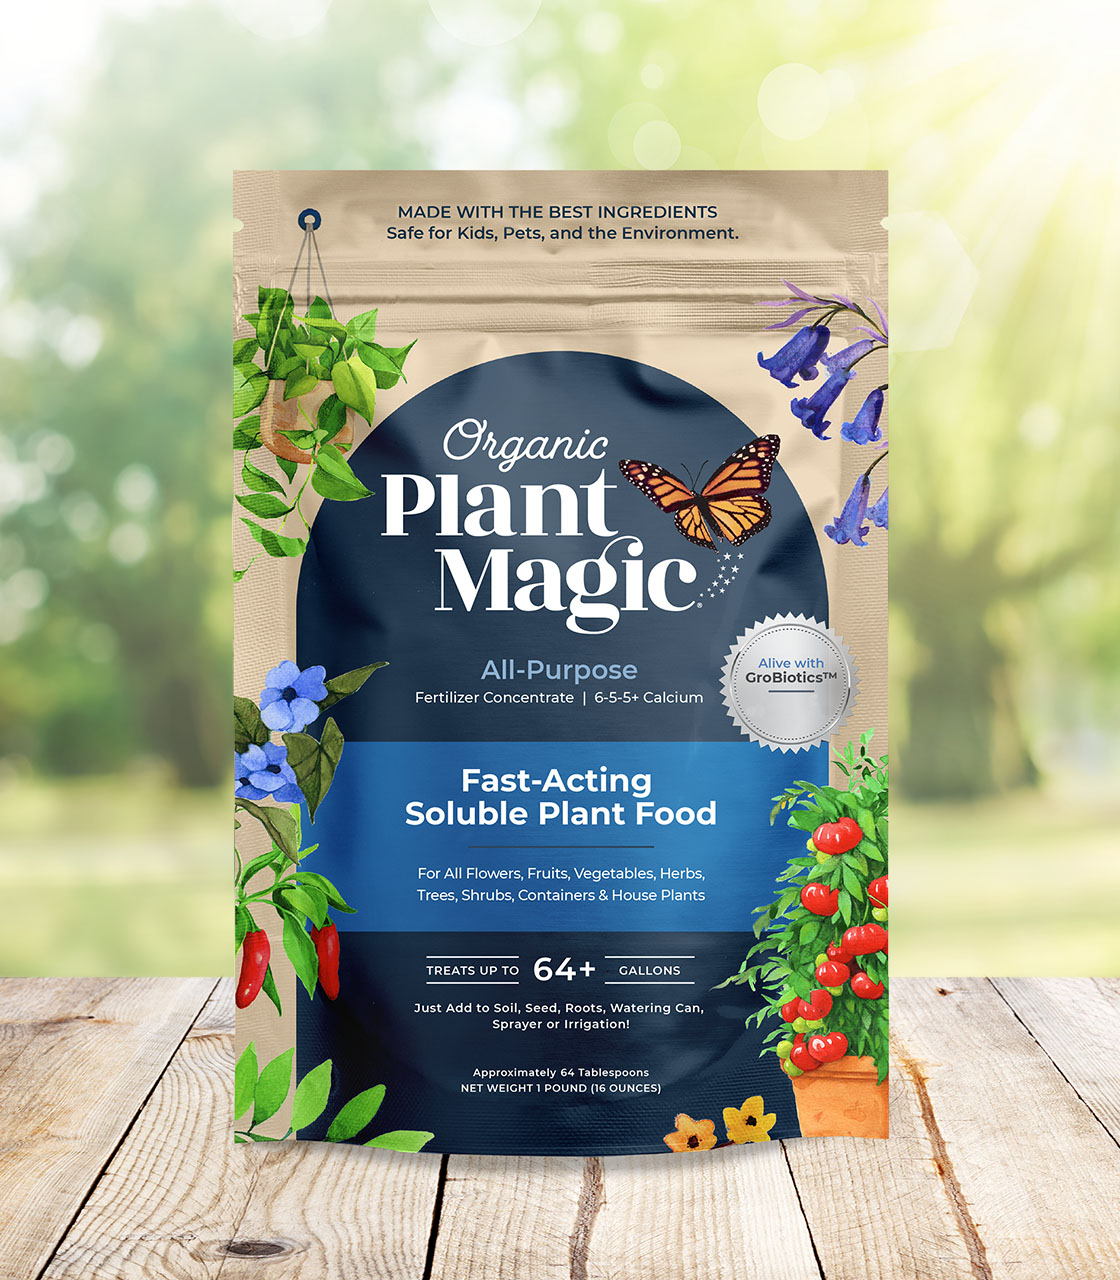 MADE WITH THE BEST INGREDIENTS
Safe for Kids, Pets, and the Environment.
Organic
Plant
Magic®
All-Purpose
Fertilizer Concentrate | 6-5-5+ Calcium
Alive with
GroBiotics™
Fast-Acting
Soluble Plant Food
For All Flowers, Fruits, Vegetables, Herbs,
Trees, Shrubs, Containers & House Plants
TREATS UP TO 64+ GALLONS
Just Add to Soil, Seed, Roots, Watering Can,
Sprayer or Irrigation!
Approximately 64 Tablespoons
NET WEIGHT 1 POUND (16 OUNCES)